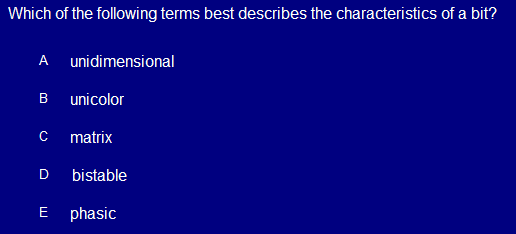 Which of the following terms best describes the characteristics of a bit?
A unidimensional
B unicolor
C matrix
D bistable
E phasic